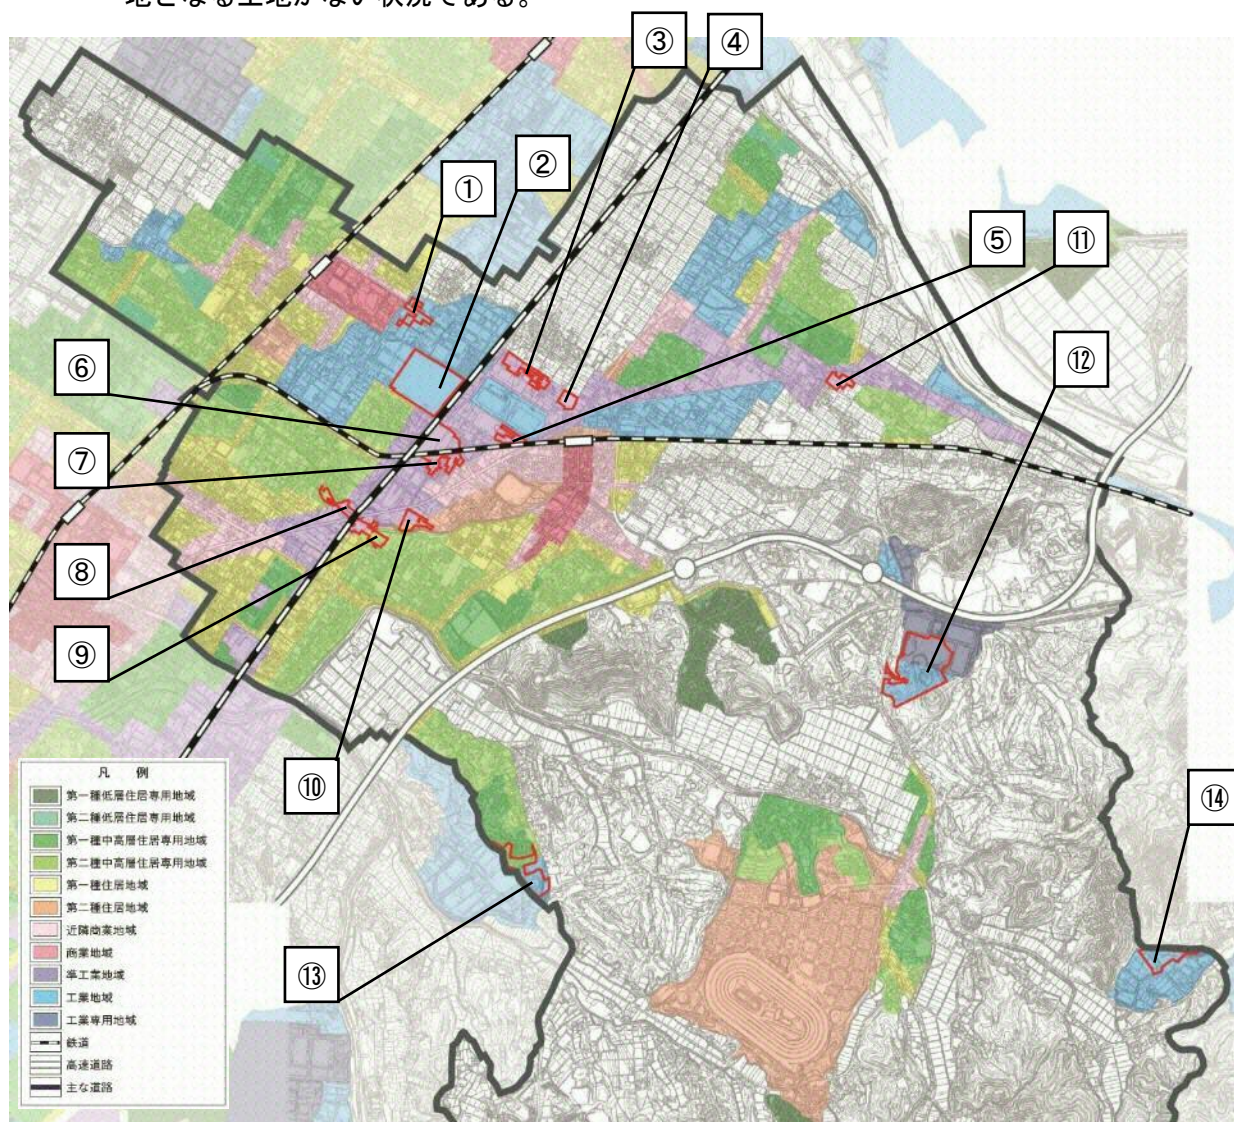 地となる土地がない状況である。
③
④
②
①
⑤
⑪
⑥
⑫
⑦
⑧
⑨
⑩
⑭
⑬
凡 例
第一種低層住居専用地域
第二種低層住居専用地域
第一種中高層住居専用地域
第二種中高層住居専用地域
第一種住居地域
第二種住居地域
近隣商業地域
商業地域
準工業地域
工業地域
工業専用地域
鉄道
高速道路
主な道路